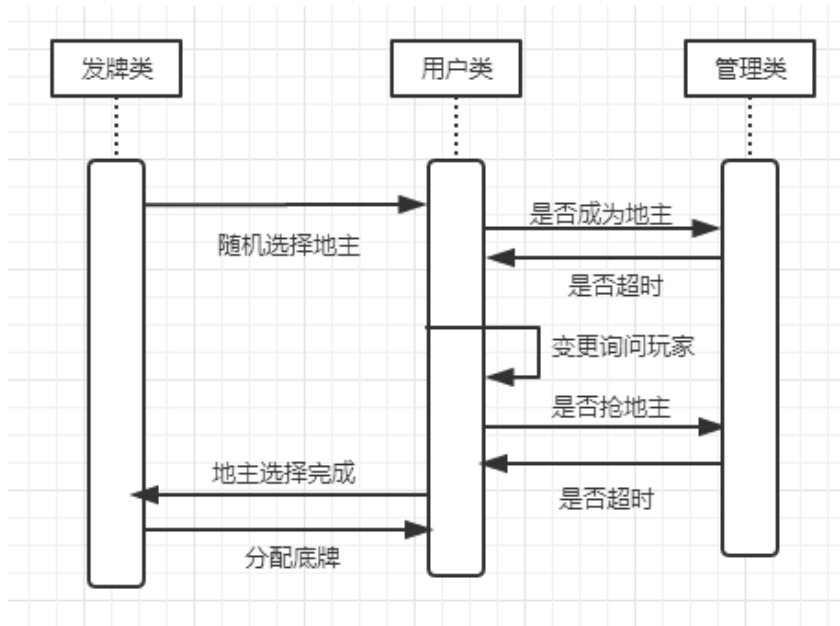 发牌类
用户类
管理类
随机选择地主
是否成为地主
是否超时
变更询问玩家
是否抢地主
地主选择完成
是否超时
分配底牌